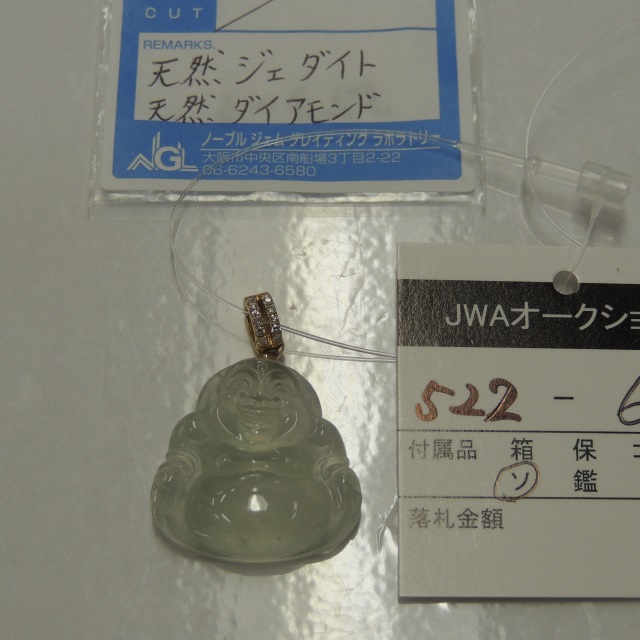 CUT
REMARKS
天然、ジェダイト
天然、ダイアモンド
NGL
ノーブル ジェム グレイディング ラボラトリー
大阪市中央区南船場3丁目2-22
06-6243-6580
JWAオークショ
522 - 6
付属品 箱 保 コ
ソ 鑑
落札金額